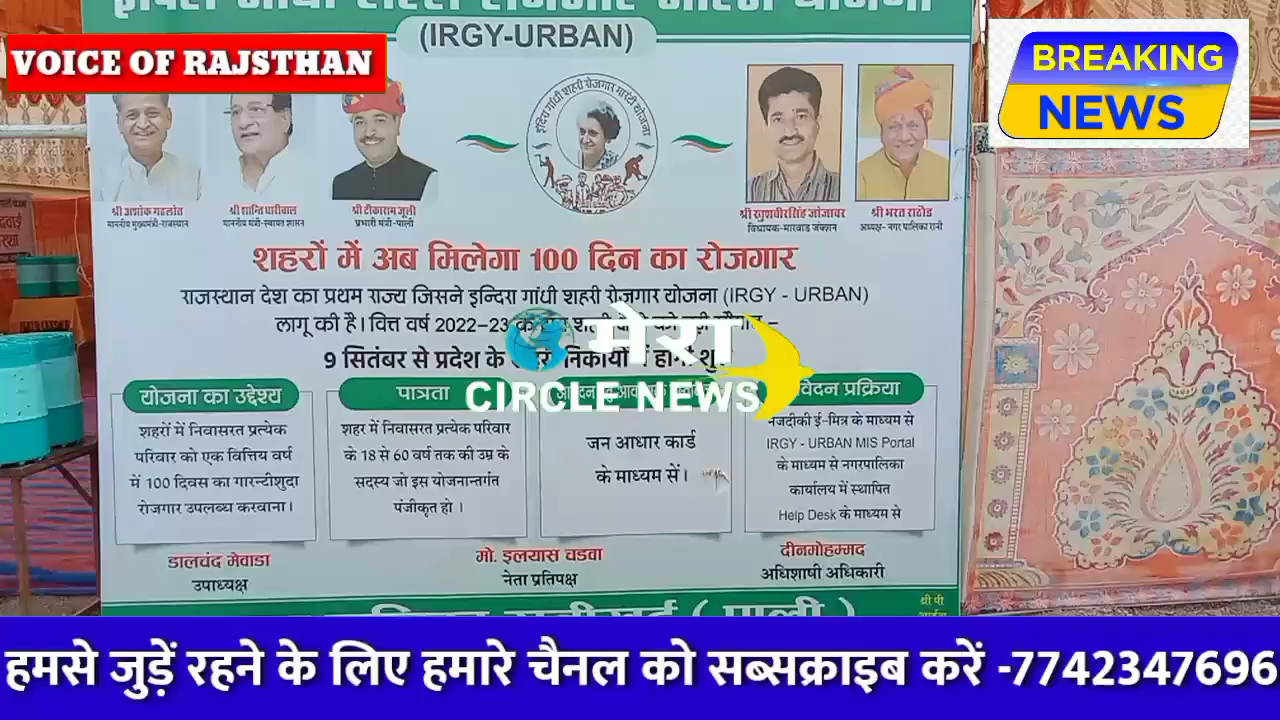 (IRGY-URBAN)
VOICE OF RAJSTHAN
BREAKING
NEWS
इंदिरा गांधी शहरी रोजगार गारंटी योजना
श्री अशोक गहलोत
माननीय मुख्यमंत्री-राजस्थान
श्री शान्ति धारीवाल
माननीय मंत्री-स्वायत शासन
श्री टीकाराम जूली
प्रभारी मंत्री-पाली
श्री खुशवीरसिंह जोजावर
विधायक-मारवाड जंक्शन
श्री भरत राठौड
अध्यक्ष- नगर पालिका रानी
शहरों में अब मिलेगा 100 दिन का रोजगार
राजस्थान देश का प्रथम राज्य जिसने इन्दिरा गांधी शहरी रोजगार योजना (IRGY - URBAN)
लागू की है। वित्त वर्ष 2022-23
9 सितंबर से प्रदेश के निकायों
मेरा
CIRCLE NEWS
योजना का उद्देश्य
शहरों में निवासरत प्रत्येक
परिवार को एक वित्तिय वर्ष
में 100 दिवस का गारन्टीशुदा
रोजगार उपलब्ध करवाना।
पात्रता
शहर में निवासरत प्रत्येक परिवार
के 18 से 60 वर्ष तक की उम्र के
सदस्य जो इस योजनान्तर्गत
पंजीकृत हो ।
जन आधार कार्ड
के माध्यम सें।
प्रक्रिया
नजदीकी ई-मित्र के माध्यम से
IRGY - URBAN MIS Portal
के माध्यम से नगरपालिका
कार्यालय में स्थापित
Help Desk के माध्यम से
डालचंद मेवाडा
उपाध्यक्ष
मो. इलयास चडवा
नेता प्रतिपक्ष
दीनमोहम्मद
अधिशाषी अधिकारी
हमसे जुड़ें रहने के लिए हमारे चैनल को सब्सक्राइब करें -7742347696